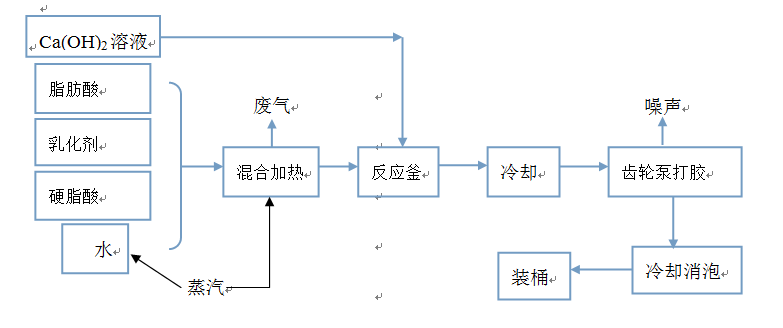 Ca(OH)2 溶液
脂肪酸
乳化剂
硬脂酸
水
蒸汽
废气
混合加热
反应釜
冷却
噪声
齿轮泵打胶
冷却消泡
装桶